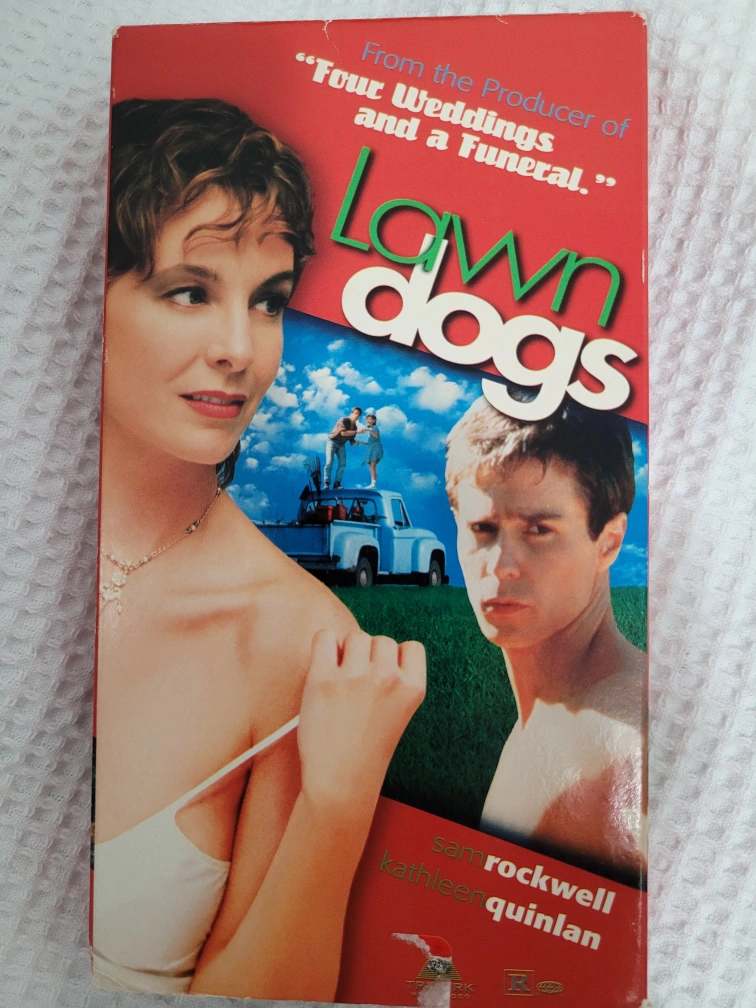 From the Producer of
“Four Weddings
and a Funeral.”
Lawn
dogs
samrockwell
kathleenquinlan
R